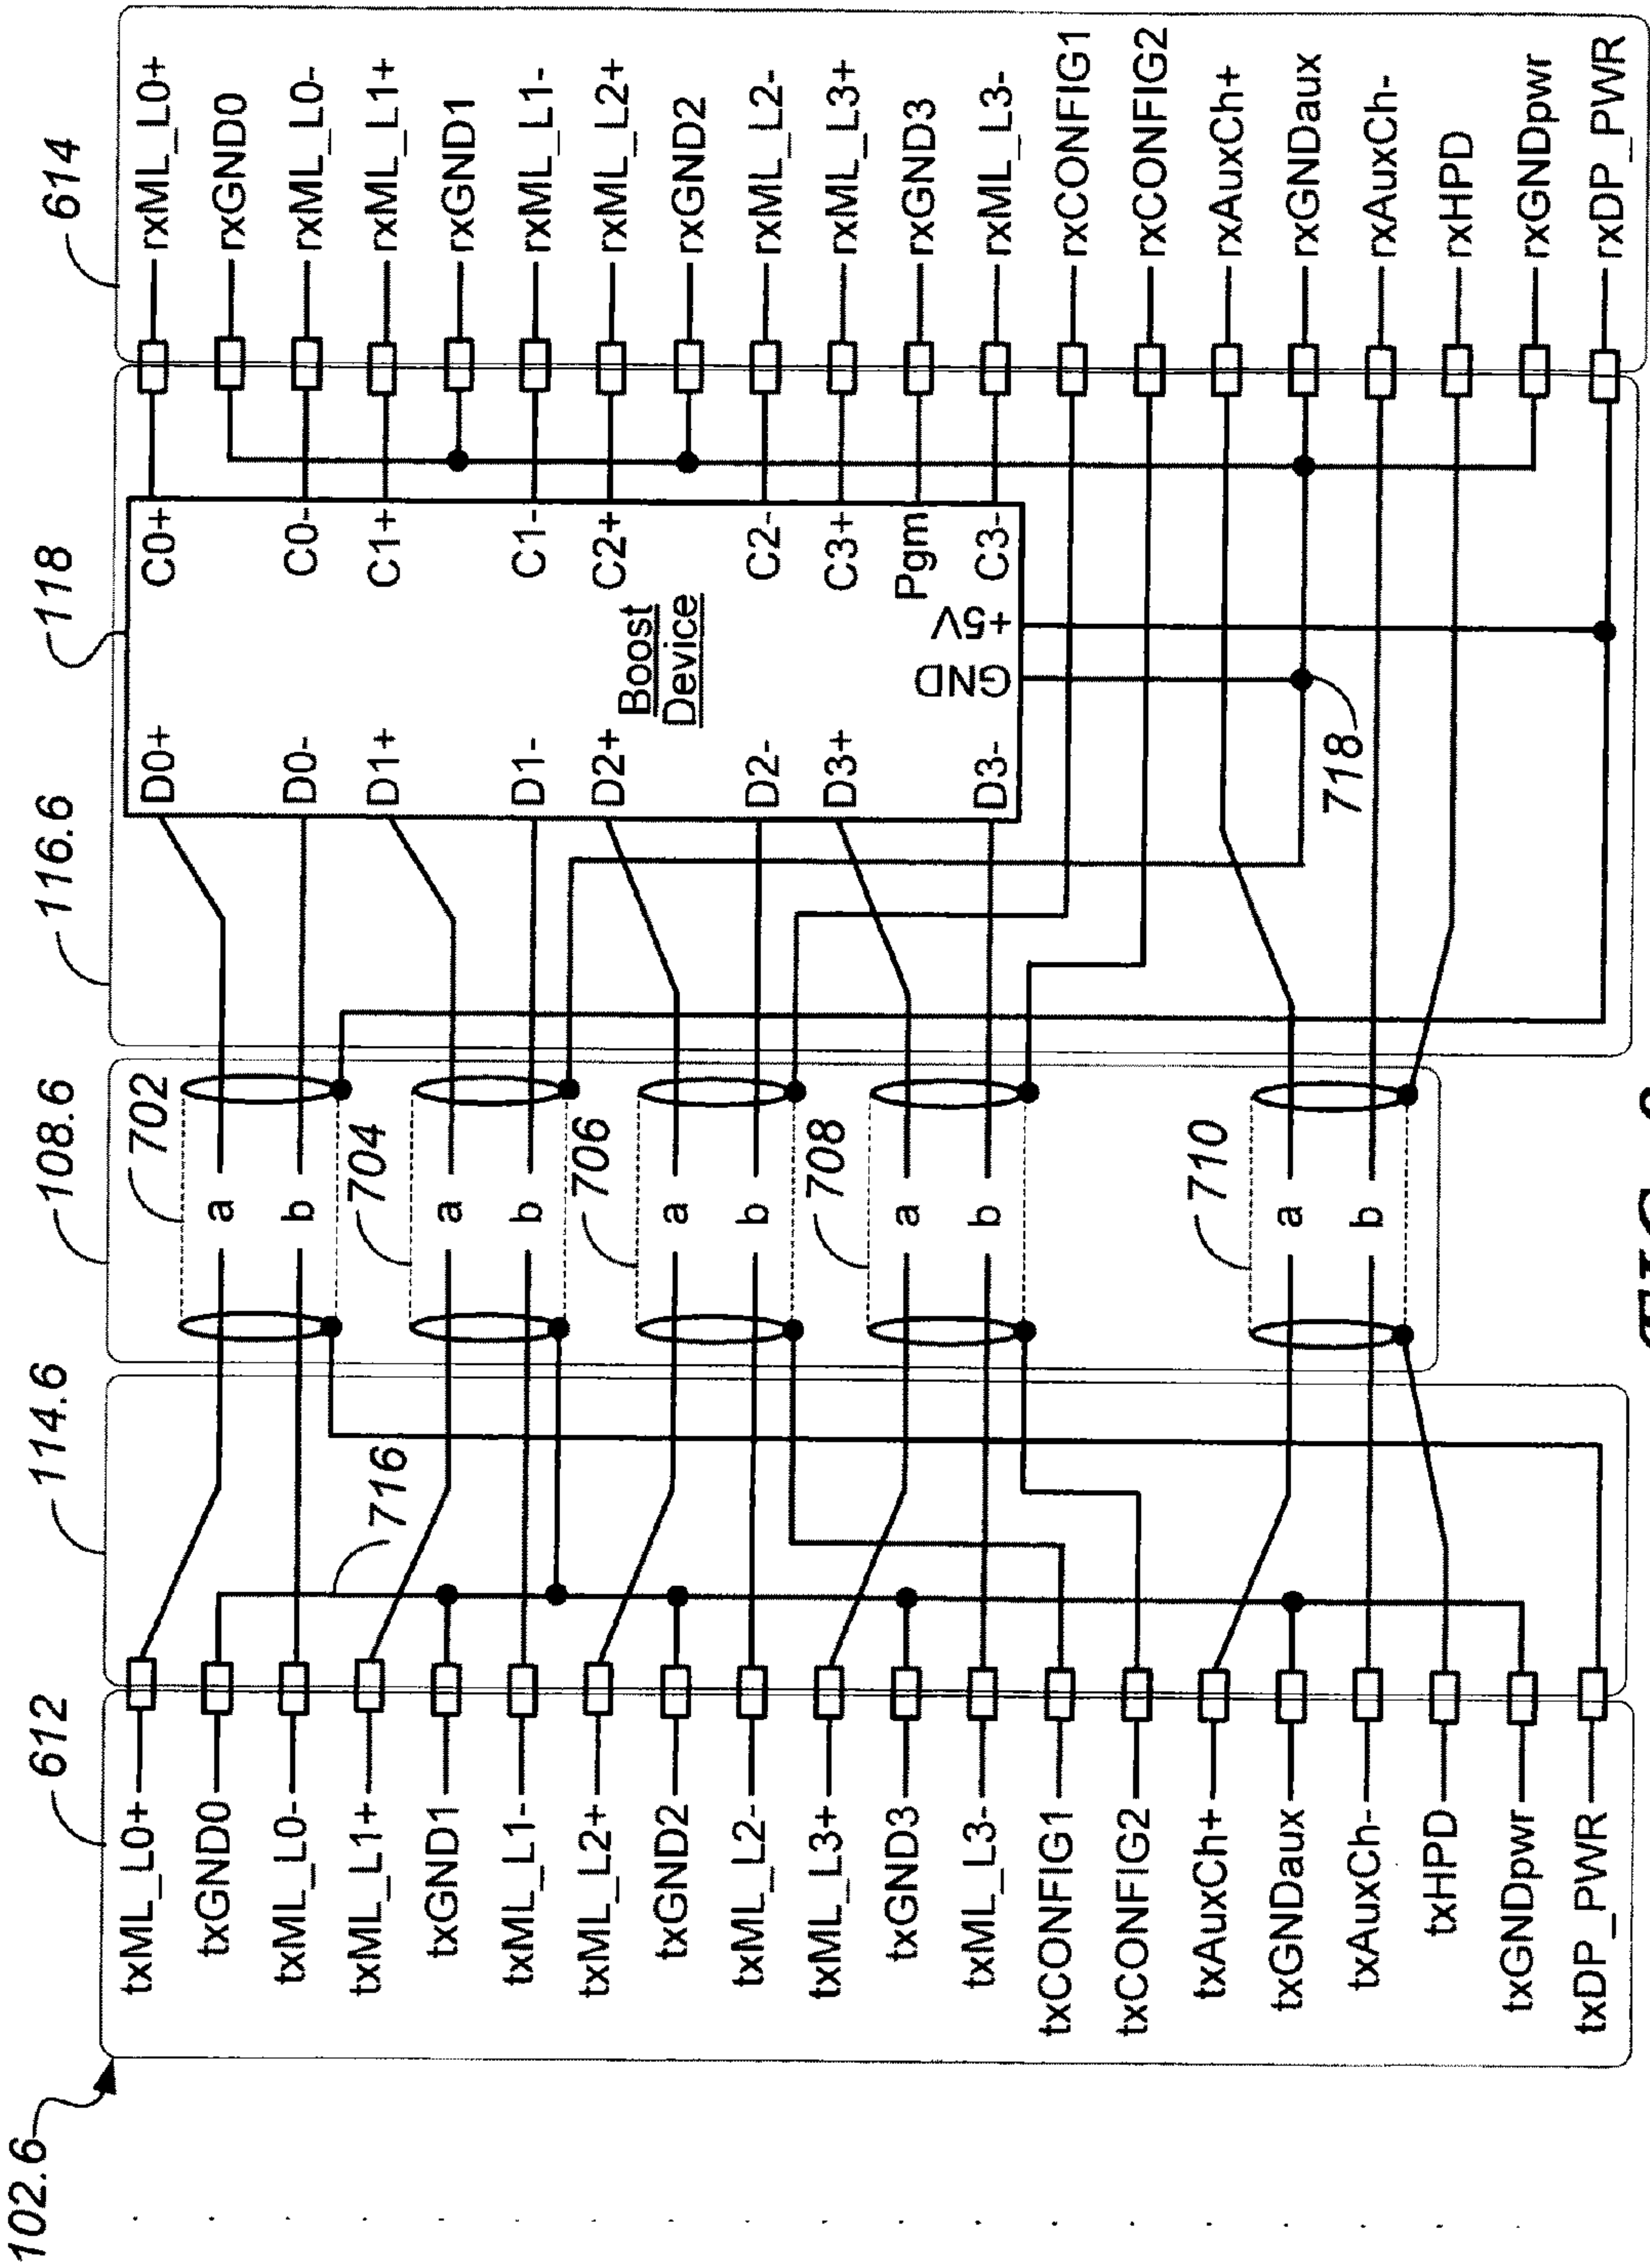 102.6
612
114.6
108.6
116.6
118
614
txML_L0+
txGND0
txML_L0-
txML_L1+
txGND1
txML_L1-
txML_L2+
txGND2
txML_L2-
txML_L3+
txGND3
txML_L3-
txCONFIG1
txCONFIG2
txAuxCh+
txGNDaux
txAuxCh-
txHPD
txGNDpwr
txDP_PWR
716
702
a
b
704
a
b
706
a
b
708
a
b
710
a
b
D0+
D0-
D1+
D1-
D2+
D2-
D3+
D3-
Boost
Device
GND
+5V
C0+
C0-
C1+
C1-
C2+
C2-
C3+
Pgm
C3-
718
rxML_L0+
rxGND0
rxML_L0-
rxML_L1+
rxGND1
rxML_L1-
rxML_L2+
rxGND2
rxML_L2-
rxML_L3+
rxGND3
rxML_L3-
rxCONFIG1
rxCONFIG2
rxAuxCh+
rxGNDaux
rxAuxCh-
rxHPD
rxGNDpwr
rxDP_PWR